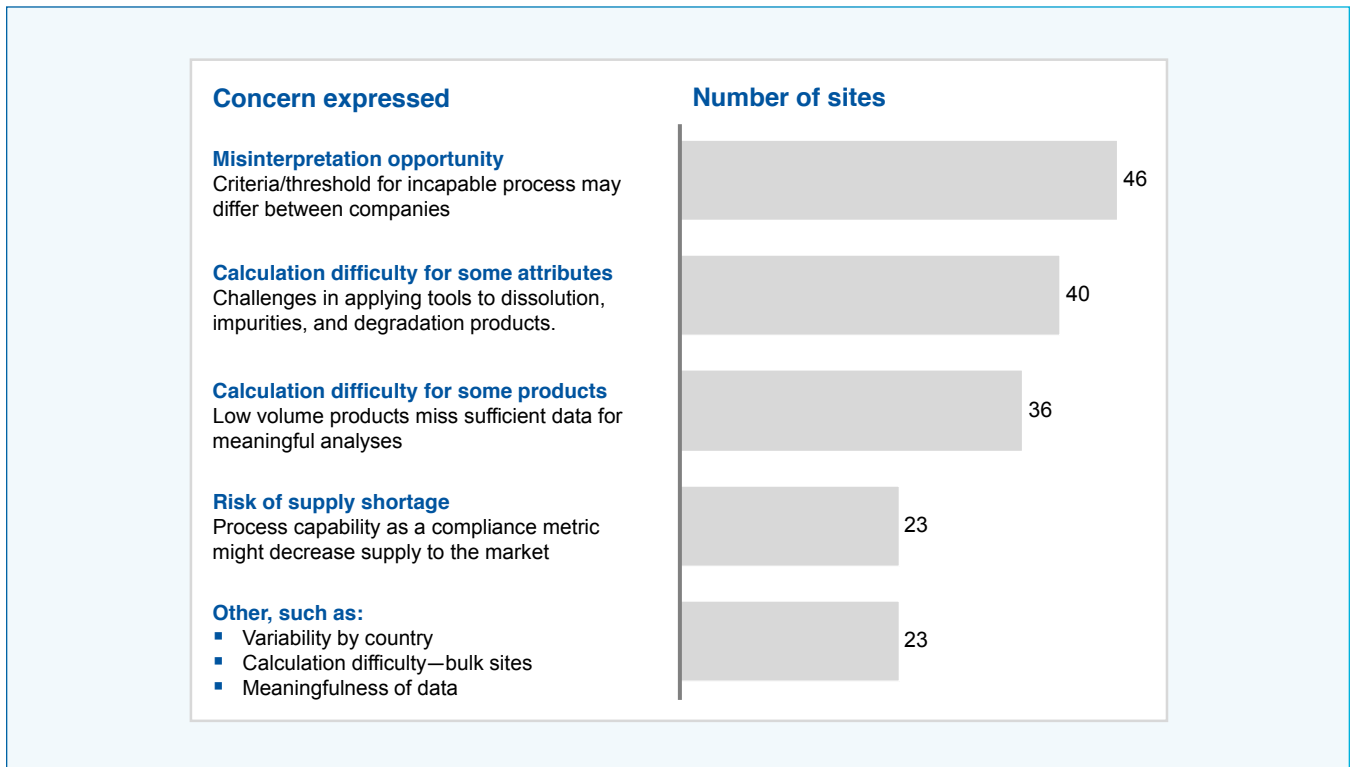 Concern expressed
Number of sites
Misinterpretation opportunity
Criteria/threshold for incapable process may
differ between companies
46
Calculation difficulty for some attributes
Challenges in applying tools to dissolution,
impurities, and degradation products.
40
Calculation difficulty for some products
Low volume products miss sufficient data for
meaningful analyses
36
Risk of supply shortage
Process capability as a compliance metric
might decrease supply to the market
23
Other, such as:
▪ Variability by country
▪ Calculation difficulty—bulk sites
▪ Meaningfulness of data
23